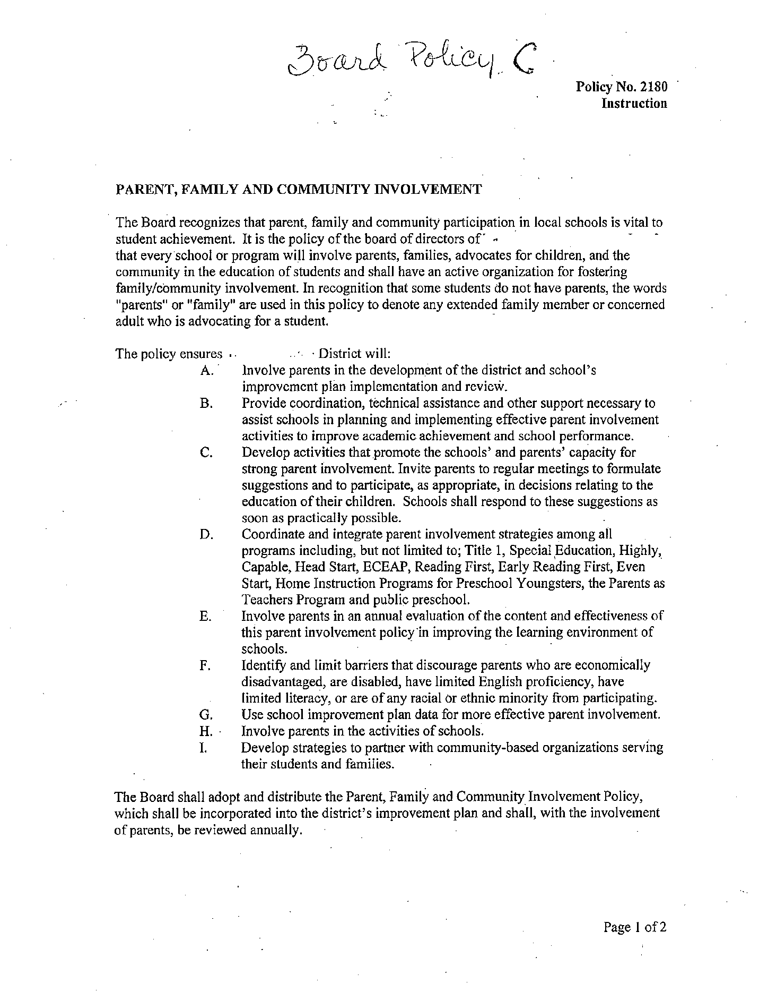 Board Policy C
Policy No. 2180
Instruction
PARENT, FAMILY AND COMMUNITY INVOLVEMENT
The Board recognizes that parent, family and community participation in local schools is vital to
student achievement. It is the policy of the board of directors of
that every school or program will involve parents, families, advocates for children, and the
community in the education of students and shall have an active organization for fostering
family/community involvement. In recognition that some students do not have parents, the words
"parents" or "family" are used in this policy to denote any extended family member or concerned
adult who is advocating for a student.
The policy ensures District will:
A. Involve parents in the development of the district and school's
improvement plan implementation and review.
B. Provide coordination, technical assistance and other support necessary to
assist schools in planning and implementing effective parent involvement
activities to improve academic achievement and school performance.
C. Develop activities that promote the schools' and parents' capacity for
strong parent involvement. Invite parents to regular meetings to formulate
suggestions and to participate, as appropriate, in decisions relating to the
education of their children. Schools shall respond to these suggestions as
soon as practically possible.
D. Coordinate and integrate parent involvement strategies among all
programs including, but not limited to; Title 1, Special Education, Highly,
Capable, Head Start, ECEAP, Reading First, Early Reading First, Even
Start, Home Instruction Programs for Preschool Youngsters, the Parents as
Teachers Program and public preschool.
E. Involve parents in an annual evaluation of the content and effectiveness of
this parent involvement policy in improving the learning environment of
schools.
F. Identify and limit barriers that discourage parents who are economically
disadvantaged, are disabled, have limited English proficiency, have
limited literacy, or are of any racial or ethnic minority from participating.
G. Use school improvement plan data for more effective parent involvement.
H. Involve parents in the activities of schools.
I. Develop strategies to partner with community-based organizations serving
their students and families.
The Board shall adopt and distribute the Parent, Family and Community Involvement Policy,
which shall be incorporated into the district's improvement plan and shall, with the involvement
of parents, be reviewed annually.
Page 1 of 2